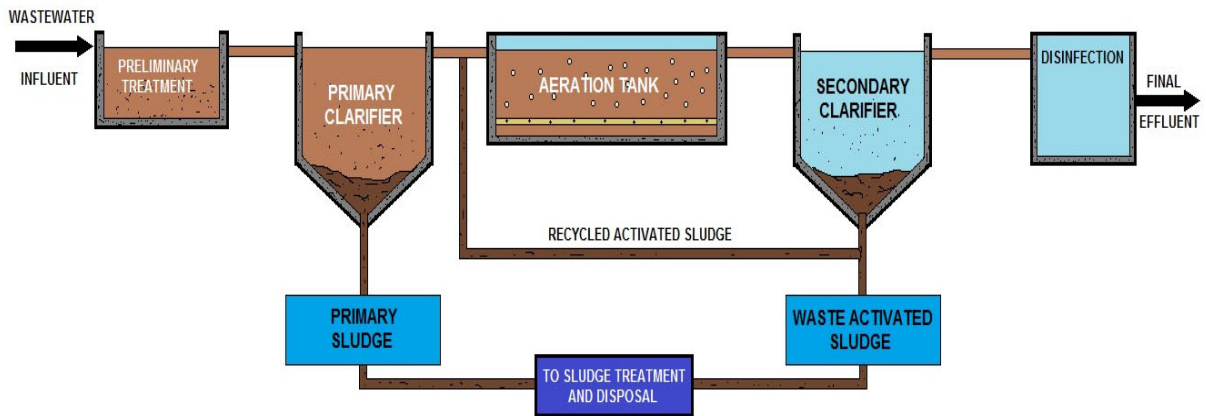 WASTEWATER
INFLUENT
PRELIMINARY
TREATMENT
PRIMARY
CLARIFIER
AERATION TANK
SECONDARY
CLARIFIER
DISINFECTION
FINAL
EFFLUENT
RECYCLED ACTIVATED SLUDGE
PRIMARY
SLUDGE
WASTE ACTIVATED
SLUDGE
TO SLUDGE TREATMENT
AND DISPOSAL